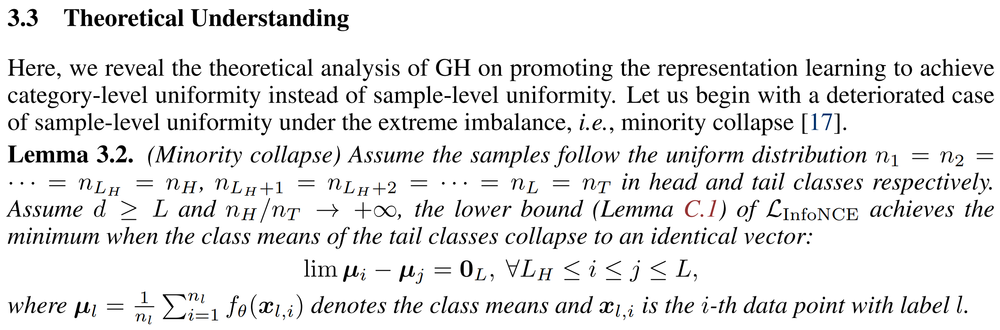 3.3 Theoretical Understanding
Here, we reveal the theoretical analysis of GH on promoting the representation learning to achieve
category-level uniformity instead of sample-level uniformity. Let us begin with a deteriorated case
of sample-level uniformity under the extreme imbalance, i.e., minority collapse [17].
Lemma 3.2. (Minority collapse) Assume the samples follow the uniform distribution $n_1 = n_2 =$
$\cdots = n_{L_H} = n_H$, $n_{L_H+1} = n_{L_H+2} = \cdots = n_L = n_T$ in head and tail classes respectively.
Assume $d \geq L$ and $n_H/n_T \to +\infty$, the lower bound (Lemma C.1) of $\mathcal{L}_{\mathrm{InfoNCE}}$ achieves the
minimum when the class means of the tail classes collapse to an identical vector:
$\lim \boldsymbol{\mu}_i - \boldsymbol{\mu}_j = \mathbf{0}_L, \ \forall L_H \leq i \leq j \leq L,$
where $\boldsymbol{\mu}_l = \frac{1}{n_l} \sum_{i=1}^{n_l} f_\theta(\boldsymbol{x}_{l,i})$ denotes the class means and $\boldsymbol{x}_{l,i}$ is the $i$-th data point with label $l$.